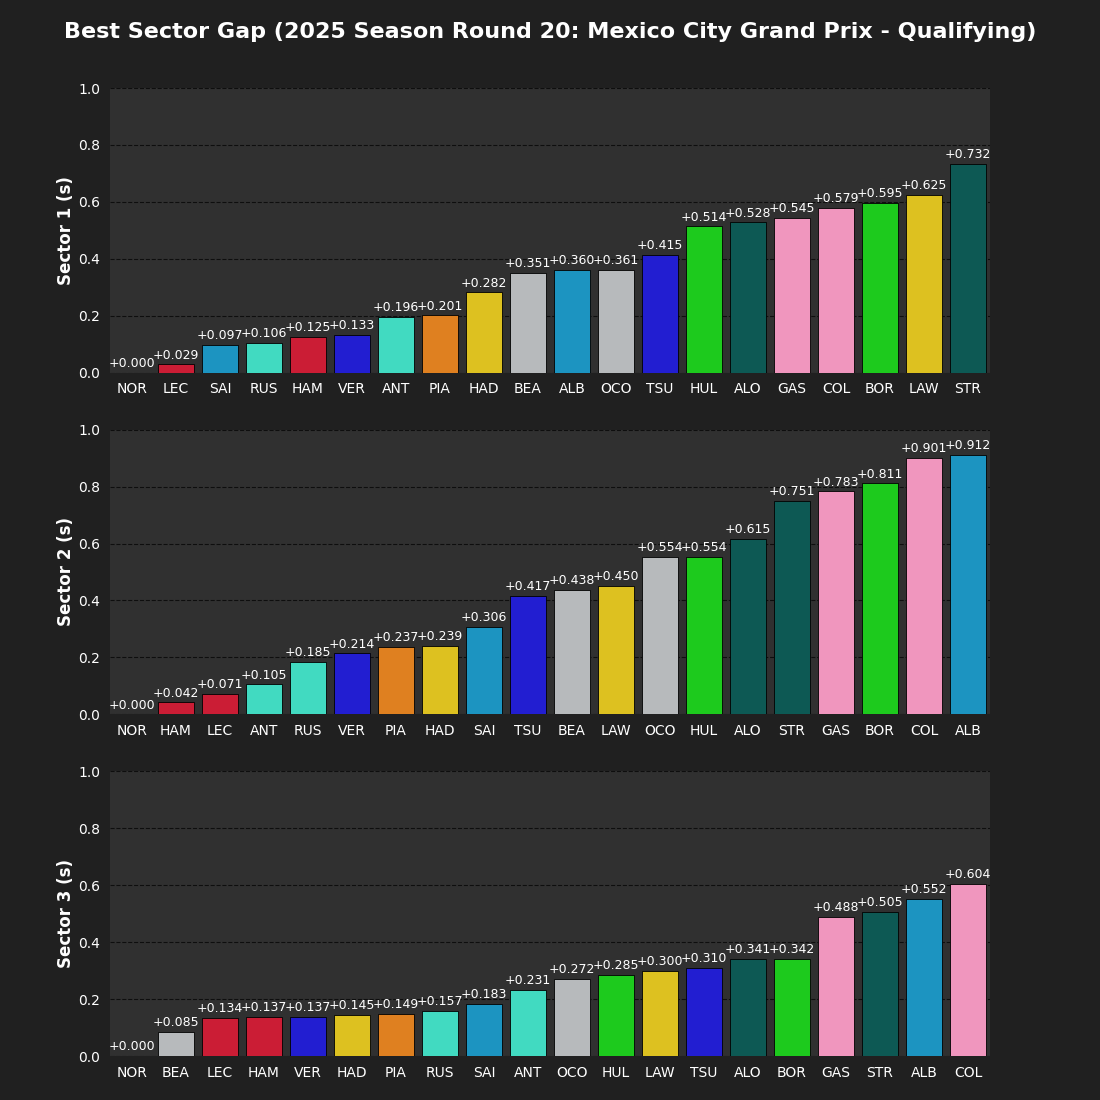 Best Sector Gap (2025 Season Round 20: Mexico City Grand Prix - Qualifying)
Sector 1 (s)
1.0
0.8
0.6
0.4
0.2
0.0
+0.000 +0.029 +0.097 +0.106 +0.125 +0.133 +0.196 +0.201 +0.282 +0.351 +0.360 +0.361 +0.415 +0.514 +0.528 +0.545 +0.579 +0.595 +0.625 +0.732
NOR LEC SAI RUS HAM VER ANT PIA HAD BEA ALB OCO TSU HUL ALO GAS COL BOR LAW STR
Sector 2 (s)
1.0
0.8
0.6
0.4
0.2
0.0
+0.000 +0.042 +0.071 +0.105 +0.185 +0.214 +0.237 +0.239 +0.306 +0.417 +0.438 +0.450 +0.554 +0.554 +0.615 +0.751 +0.783 +0.811 +0.901 +0.912
NOR HAM LEC ANT RUS VER PIA HAD SAI TSU BEA LAW OCO HUL ALO STR GAS BOR COL ALB
Sector 3 (s)
1.0
0.8
0.6
0.4
0.2
0.0
+0.000 +0.085 +0.134 +0.137 +0.137 +0.145 +0.149 +0.157 +0.183 +0.231 +0.272 +0.285 +0.300 +0.310 +0.341 +0.342 +0.488 +0.505 +0.552 +0.604
NOR BEA LEC HAM VER HAD PIA RUS SAI ANT OCO HUL LAW TSU ALO BOR GAS STR ALB COL